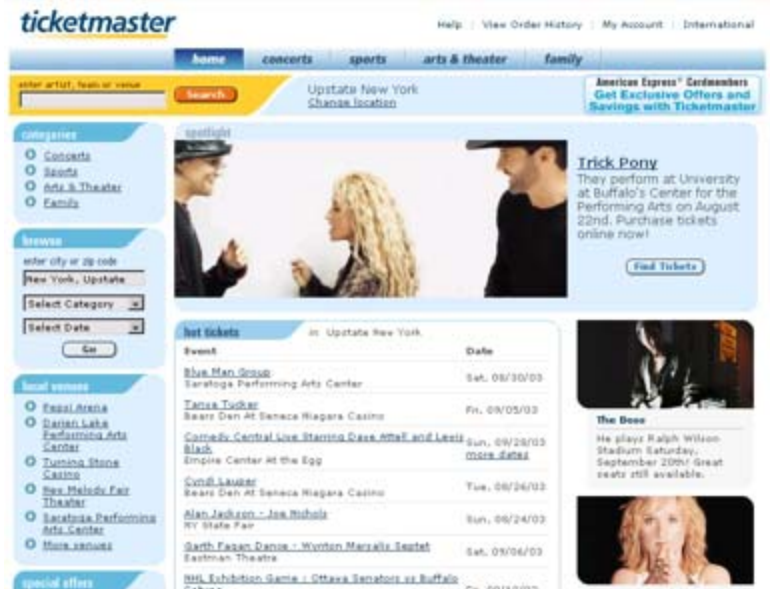 ticketmaster
Help | View Order History | My Account | International
home concerts sports arts & theater family
enter artist, team or venue
Search
Upstate New York
Change location
American Express® Cardmembers
Get Exclusive Offers and
Savings with Ticketmaster
categories
Concerts
Sports
Arts & Theater
Family
browse
enter city or zip code
New York, Upstate
Select Category
Select Date
Go
local venues
Pepsi Arena
Darien Lake
Performing Arts
Center
Turning Stone
Casino
New Melody Fair
Theater
Saratoga Performing
Arts Center
More venues
special offers
spotlight
Trick Pony
They perform at University
at Buffalo's Center for the
Performing Arts on August
22nd. Purchase tickets
online now!
Find Tickets
hot tickets in Upstate New York
Event Date
Blue Man Group
Saratoga Performing Arts Center
Sat, 08/30/03
Tanya Tucker
Bears Den At Seneca Niagara Casino
Fri, 09/05/03
Comedy Central Live Starring Dave Attell and Lewis
Black
Empire Center At the Egg
Sun, 09/28/03
more dates
Cyndi Lauper
Bears Den At Seneca Niagara Casino
Tue, 08/26/03
Alan Jackson - Joe Nichols
NY State Fair
Sun, 08/24/03
Garth Fagan Dance - Wynton Marsalis Septet
Eastman Theatre
Sat, 09/06/03
NHL Exhibition Game : Ottawa Senators vs Buffalo
The Boss
He plays Ralph Wilson
Stadium Saturday,
September 20th! Great
seats still available.